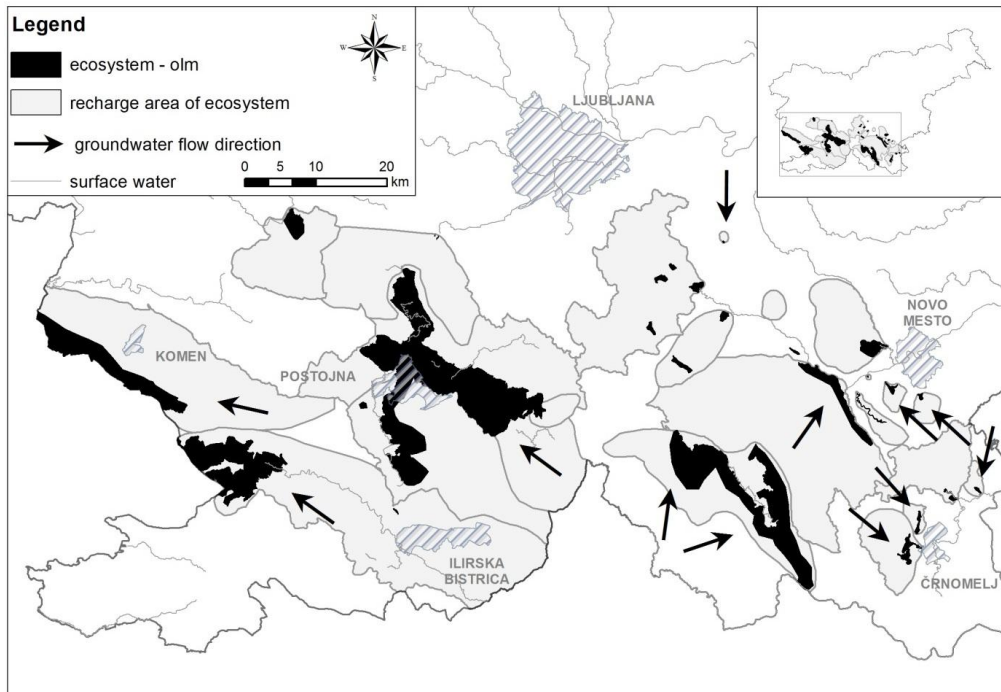 Legend
ecosystem - olm
recharge area of ecosystem
groundwater flow direction
surface water
0 5 10 20
km
N
W E
S
LJUBLJANA
NOVO
MESTO
KOMEN
POSTOJNA
ILIRSKA
BISTRICA
ČRNOMELJ